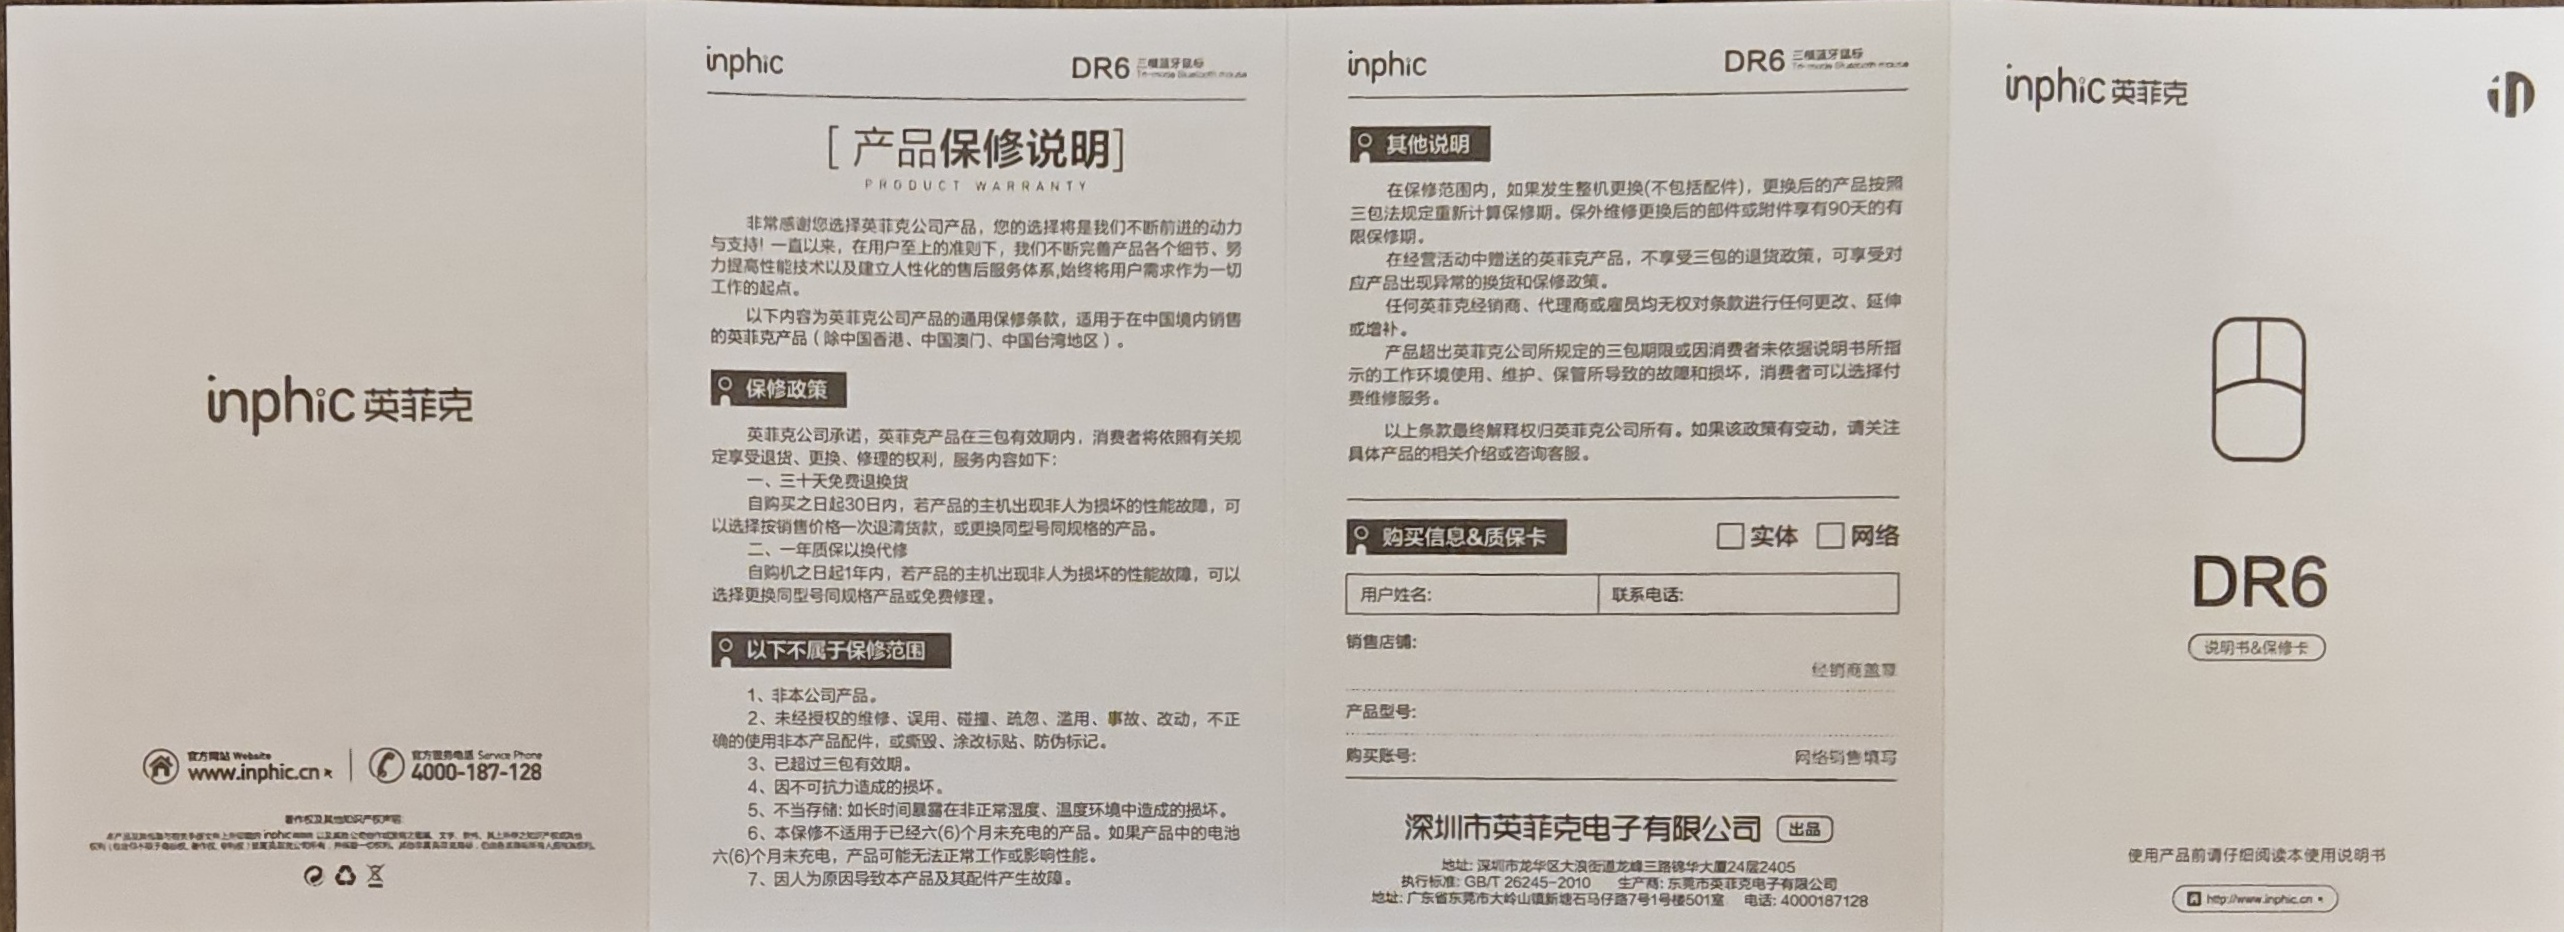 inphic 英菲克
官方网站 Website
www.inphic.cn
官方服务电话 Service Phone
4000-187-128
著作权及其他知识产权声明
inphic
DR6 三模蓝牙鼠标
Tri-mode Bluetooth mouse
[ 产品保修说明 ]
PRODUCT WARRANTY
非常感谢您选择英菲克公司产品，您的选择将是我们不断前进的动力
与支持! 一直以来，在用户至上的准则下，我们不断完善产品各个细节、努
力提高性能技术以及建立人性化的售后服务体系,始终将用户需求作为一切
工作的起点。
以下内容为英菲克公司产品的通用保修条款，适用于在中国境内销售
的英菲克产品（除中国香港、中国澳门、中国台湾地区）。
保修政策
英菲克公司承诺，英菲克产品在三包有效期内，消费者将依照有关规
定享受退货、更换、修理的权利，服务内容如下:
一、三十天免费退换货
自购买之日起30日内，若产品的主机出现非人为损坏的性能故障，可
以选择按销售价格一次退清货款，或更换同型号同规格的产品。
二、一年质保以换代修
自购机之日起1年内，若产品的主机出现非人为损坏的性能故障，可以
选择更换同型号同规格产品或免费修理。
以下不属于保修范围
1、非本公司产品。
2、未经授权的维修、误用、碰撞、疏忽、滥用、事故、改动，不正
确的使用非本产品配件，或撕毁、涂改标贴、防伪标记。
3、已超过三包有效期。
4、因不可抗力造成的损坏。
5、不当存储: 如长时间暴露在非正常湿度、温度环境中造成的损坏。
6、本保修不适用于已经六(6)个月未充电的产品。如果产品中的电池
六(6)个月未充电，产品可能无法正常工作或影响性能。
7、因人为原因导致本产品及其配件产生故障。
inphic
DR6 三模蓝牙鼠标
Tri-mode Bluetooth mouse
其他说明
在保修范围内，如果发生整机更换(不包括配件)，更换后的产品按照
三包法规定重新计算保修期。保外维修更换后的部件或附件享有90天的有
限保修期。
在经营活动中赠送的英菲克产品，不享受三包的退货政策，可享受对
应产品出现异常的换货和保修政策。
任何英菲克经销商、代理商或雇员均无权对条款进行任何更改、延伸
或增补。
产品超出英菲克公司所规定的三包期限或因消费者未依据说明书所指
示的工作环境使用、维护、保管所导致的故障和损坏，消费者可以选择付
费维修服务。
以上条款最终解释权归英菲克公司所有。如果该政策有变动，请关注
具体产品的相关介绍或咨询客服。
购买信息&质保卡
实体 网络
用户姓名: 联系电话:
销售店铺:
经销商盖章
产品型号:
购买账号: 网络销售填写
深圳市英菲克电子有限公司 出品
地址: 深圳市龙华区大浪街道龙峰三路锦华大厦24层2405
执行标准: GB/T 26245-2010 生产商: 东莞市英菲克电子有限公司
地址: 广东省东莞市大岭山镇新塘石马仔路7号1号楼501室 电话: 4000187128
inphic 英菲克
in
DR6
说明书&保修卡
使用产品前请仔细阅读本使用说明书
http://www.inphic.cn